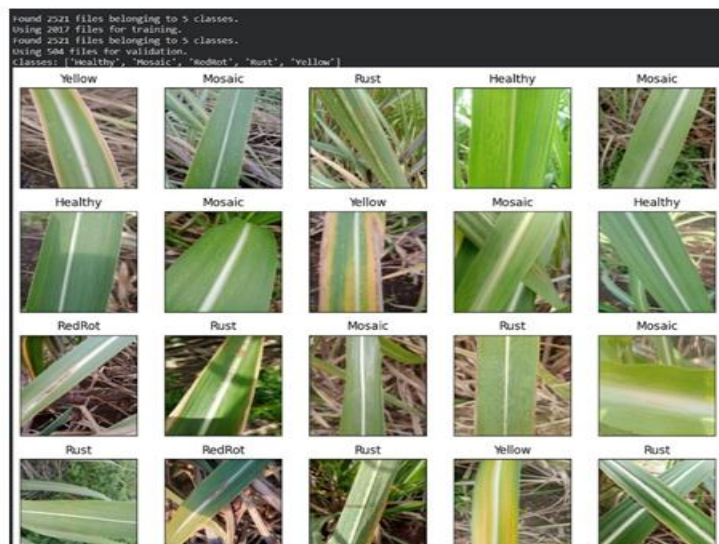 Found 2521 files belonging to 5 classes.
Using 2017 files for training.
Found 2521 files belonging to 5 classes.
Using 504 files for validation.
Classes: ['Healthy', 'Mosaic', 'RedRot', 'Rust', 'Yellow']
Yellow Mosaic Rust Healthy Mosaic
Healthy Mosaic Yellow Mosaic Healthy
RedRot Rust Mosaic Rust Mosaic
Rust RedRot Rust Yellow Rust